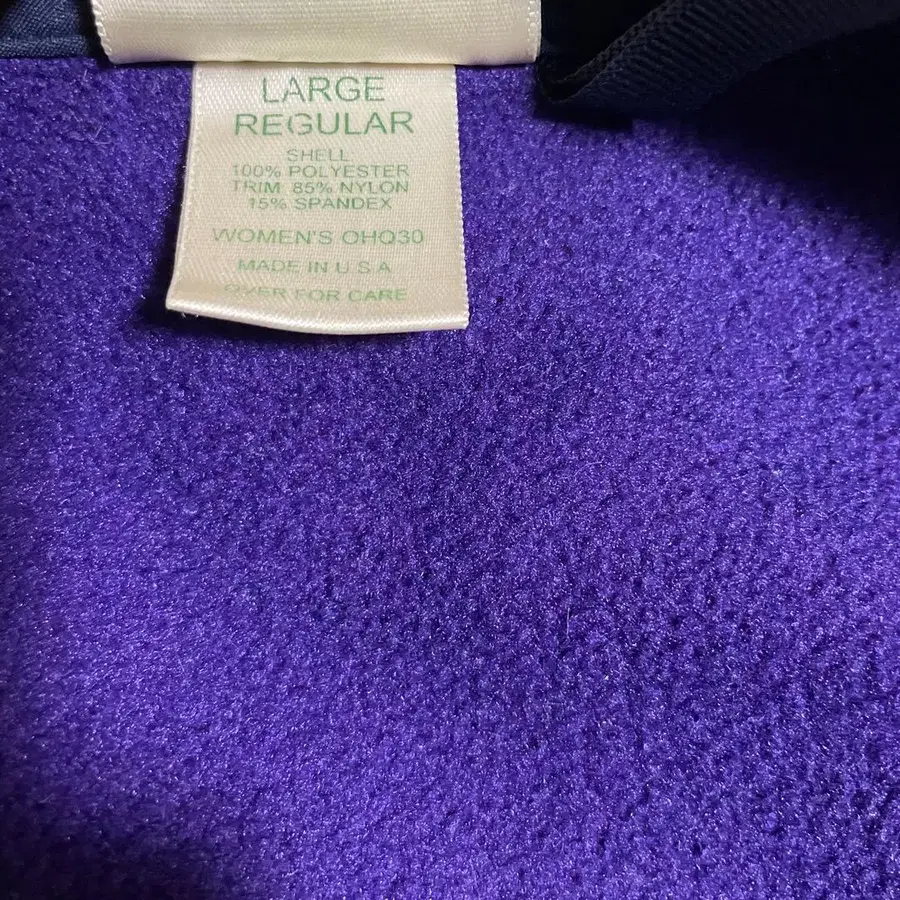 LARGE
REGULAR
SHELL
100% POLYESTER
TRIM: 85% NYLON
15% SPANDEX
WOMEN'S OHQ30
MADE IN U.S.A.
OVER FOR CARE